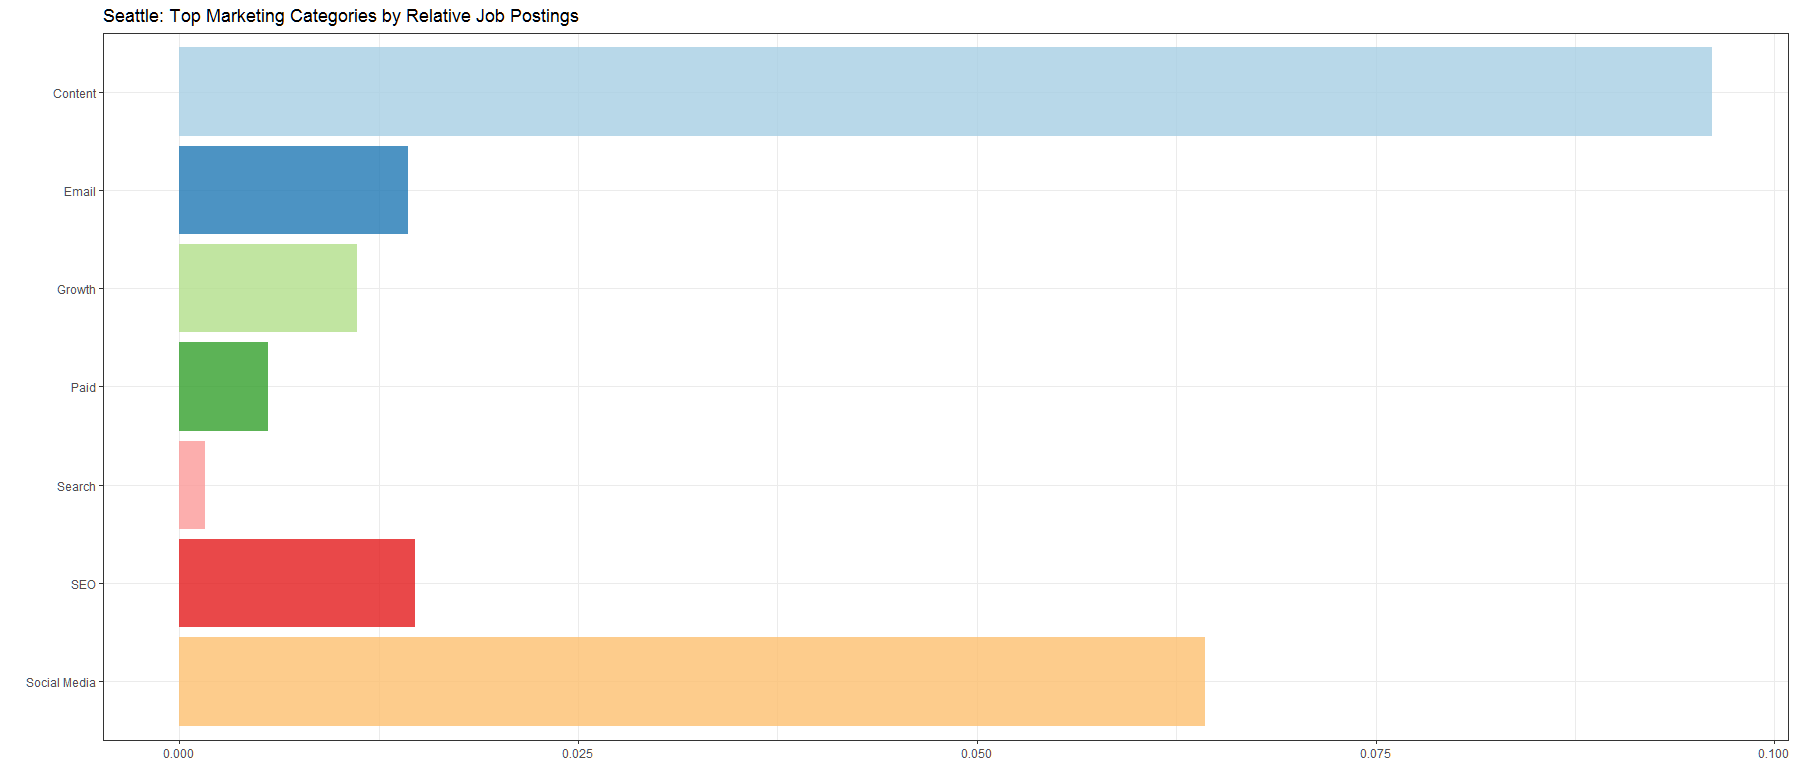 Seattle: Top Marketing Categories by Relative Job Postings
Content
Email
Growth
Paid
Search
SEO
Social Media
0.000 0.025 0.050 0.075 0.100